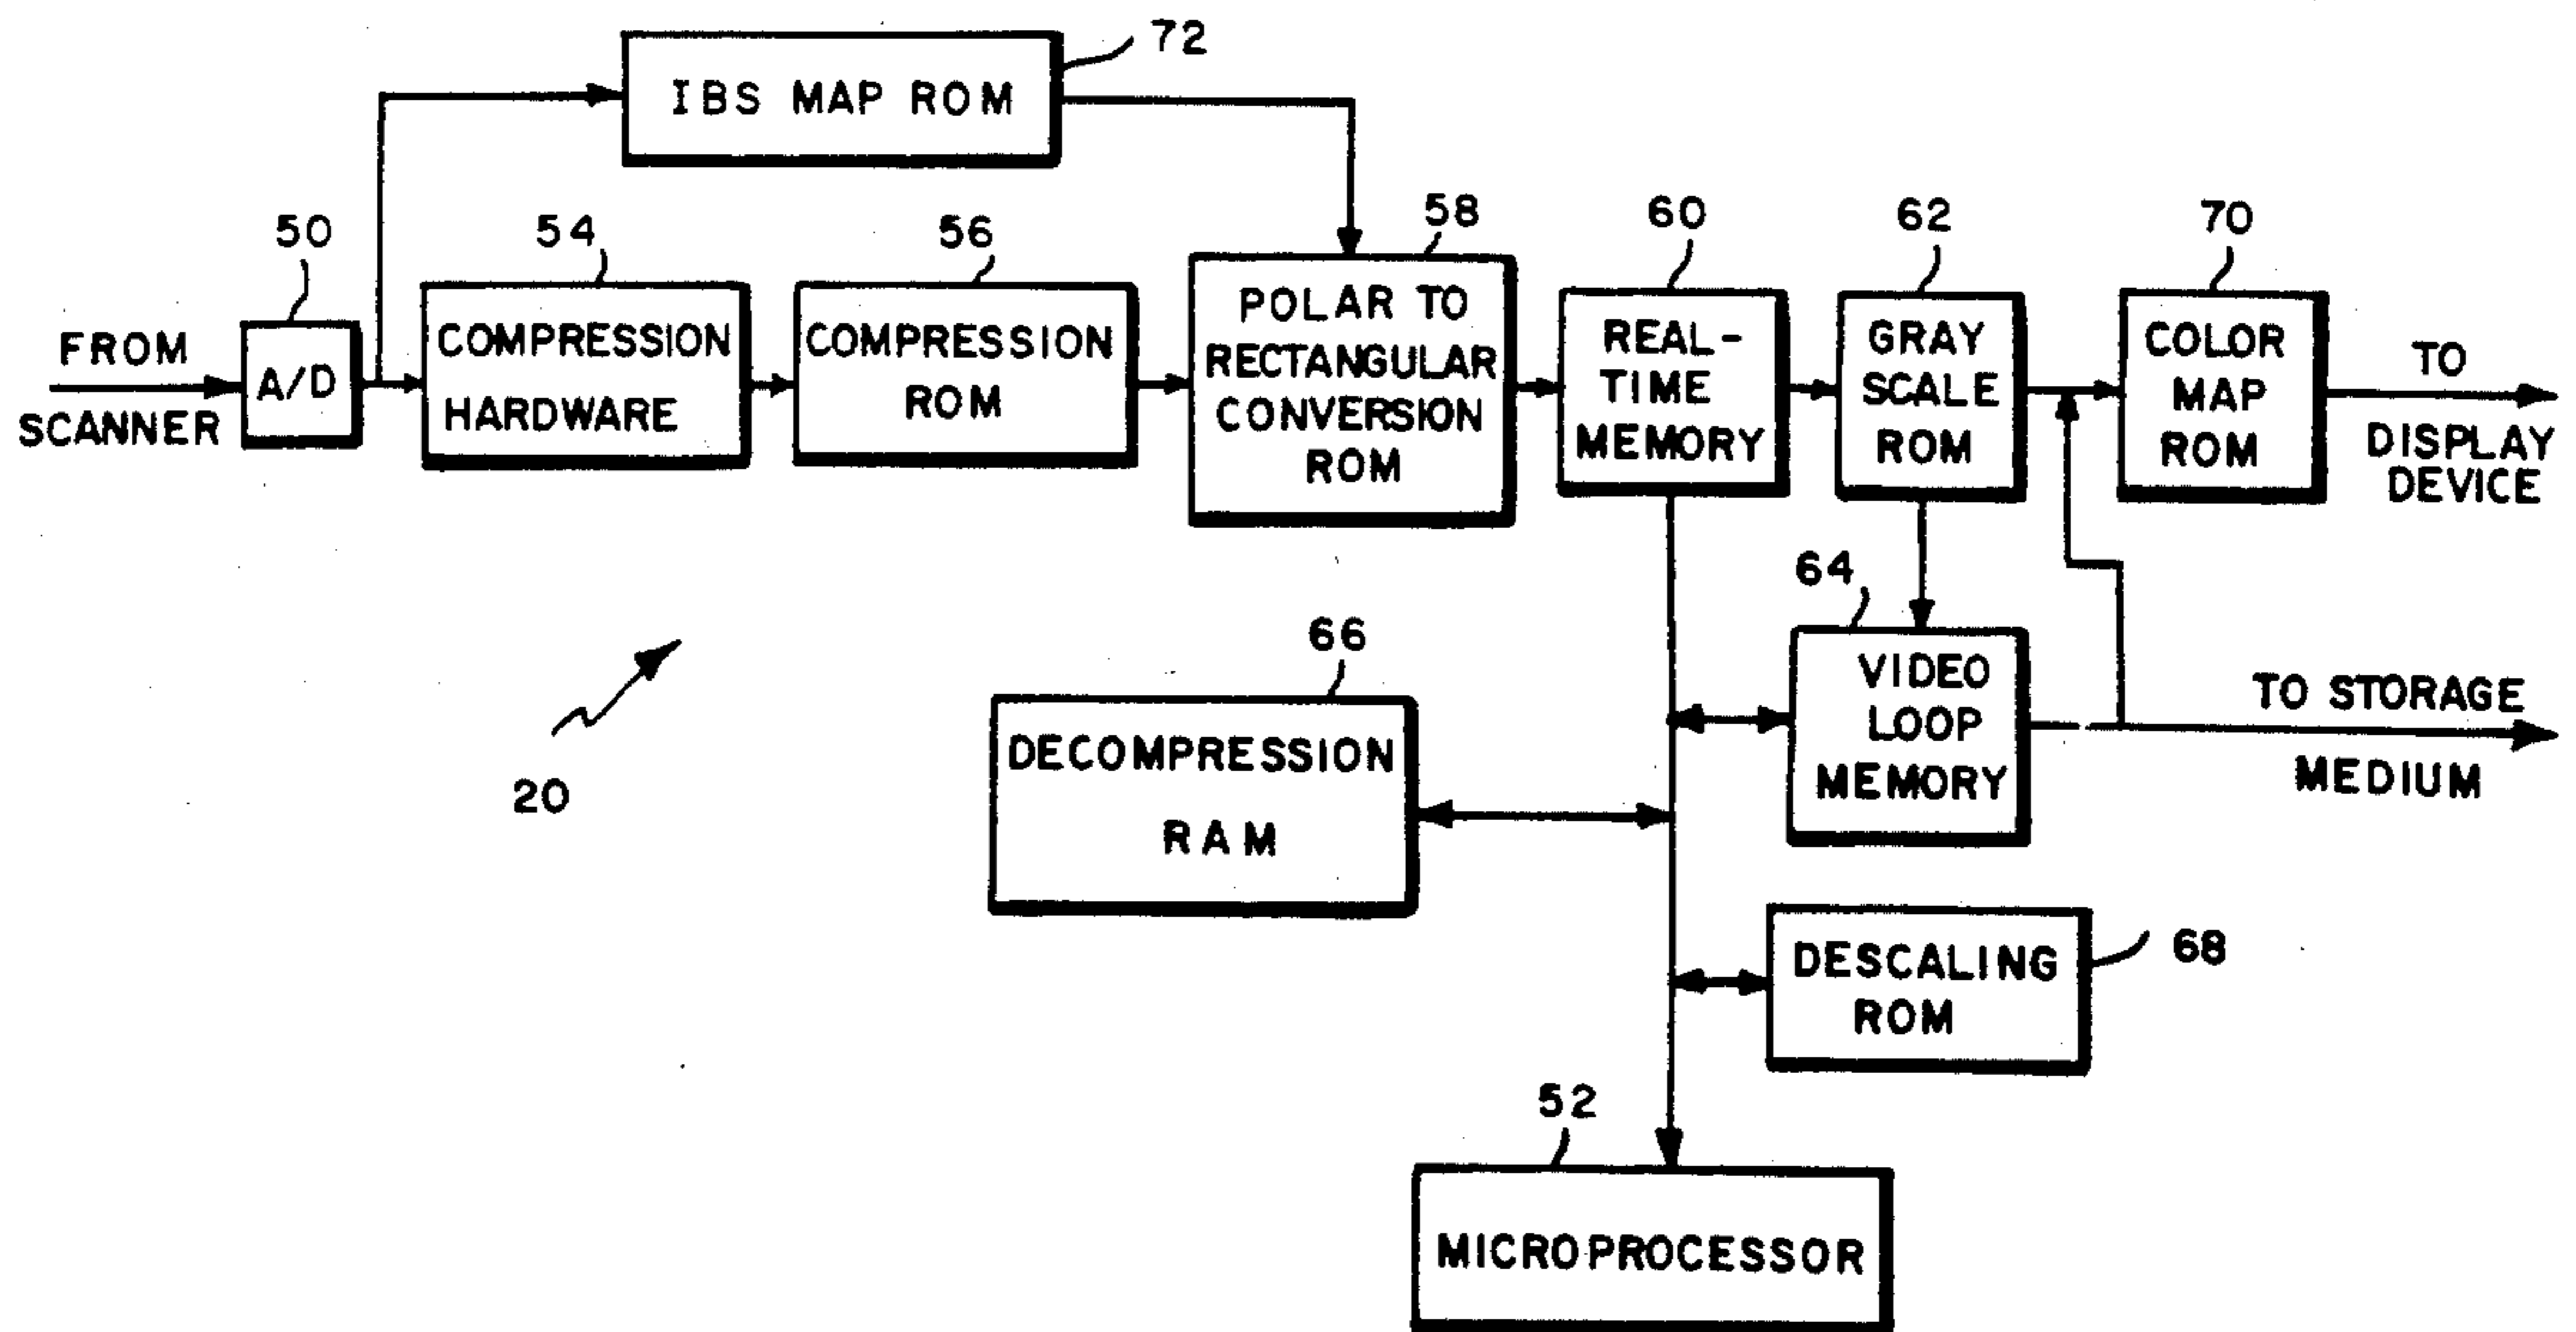 72
IBS MAP ROM
50
54
56
58
60
62
70
FROM
SCANNER
A/D
COMPRESSION
HARDWARE
COMPRESSION
ROM
POLAR TO
RECTANGULAR
CONVERSION
ROM
REAL-
TIME
MEMORY
GRAY
SCALE
ROM
COLOR
MAP
ROM
TO
DISPLAY
DEVICE
64
VIDEO
LOOP
MEMORY
TO STORAGE
MEDIUM
66
DECOMPRESSION
RAM
20
DESCALING
ROM
68
52
MICROPROCESSOR